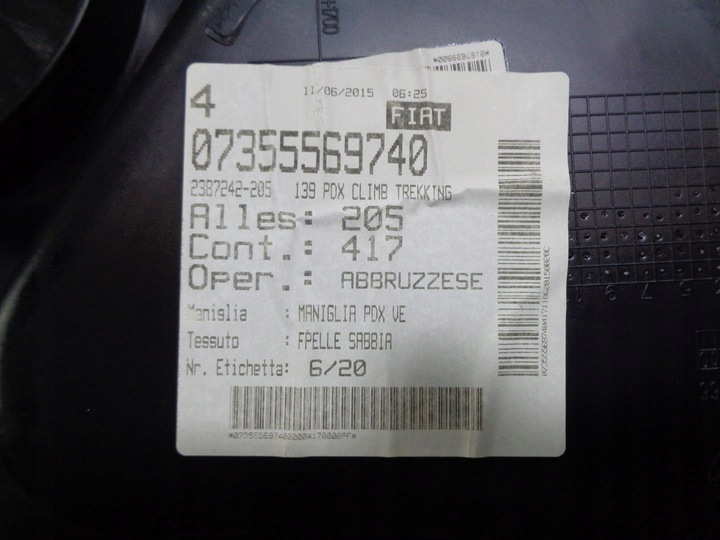 4
11/06/2015 06:25
FIAT
07355569740
2387242-205 139 PDX CLIMB TREKKING
Alles: 205
Cont.: 417
Oper.: ABBRUZZESE
Maniglia : MANIGLIA PDX VE
Tessuto : FPELLE SABBIA
Nr. Etichetta: 6/20